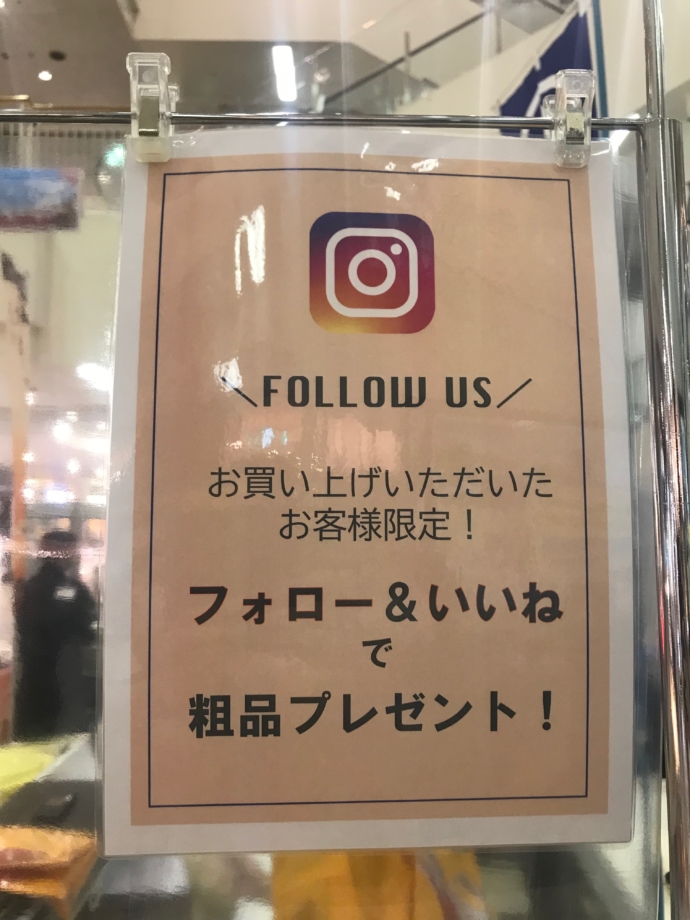 ＼FOLLOW US／
お買い上げいただいた
お客様限定！
フォロー＆いいね
で
粗品プレゼント！